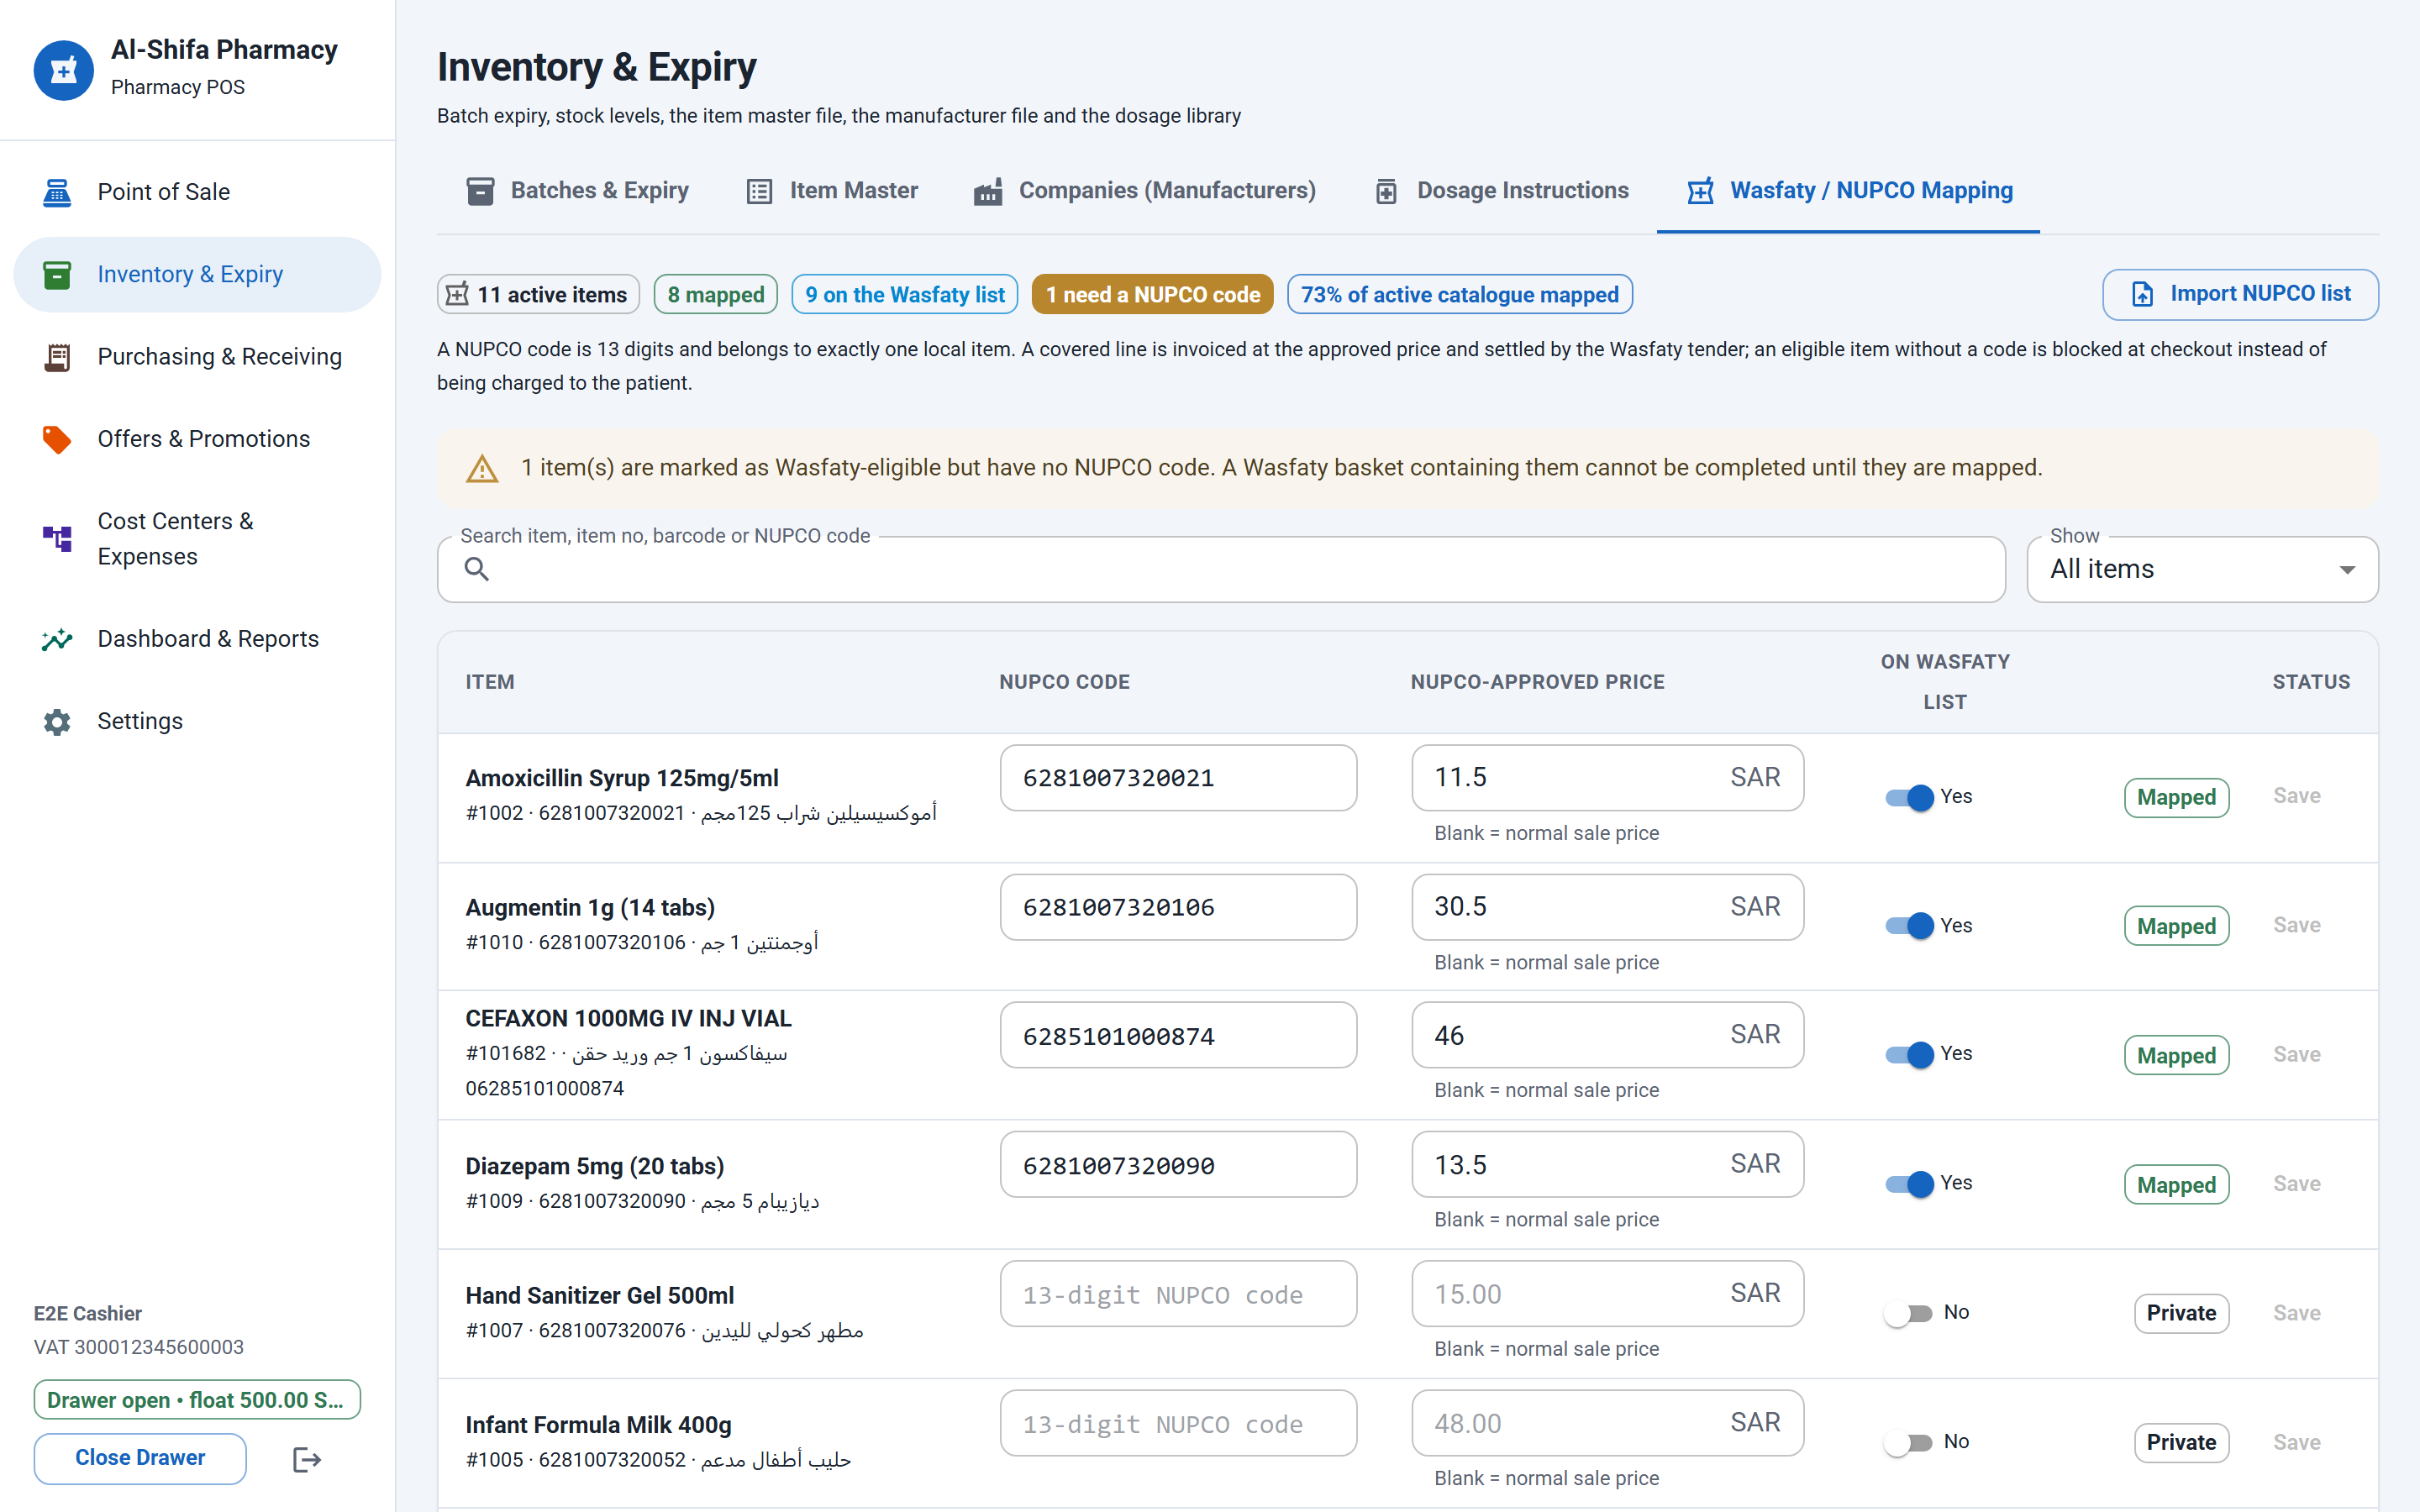 Al-Shifa Pharmacy
Pharmacy POS
Point of Sale
Inventory & Expiry
Purchasing & Receiving
Offers & Promotions
Cost Centers &
Expenses
Dashboard & Reports
Settings
E2E Cashier
VAT 300012345600003
Drawer open • float 500.00 S...
Close Drawer
Inventory & Expiry
Batch expiry, stock levels, the item master file, the manufacturer file and the dosage library
Batches & Expiry
Item Master
Companies (Manufacturers)
Dosage Instructions
Wasfaty / NUPCO Mapping
11 active items
8 mapped
9 on the Wasfaty list
1 need a NUPCO code
73% of active catalogue mapped
Import NUPCO list
A NUPCO code is 13 digits and belongs to exactly one local item. A covered line is invoiced at the approved price and settled by the Wasfaty tender; an eligible item without a code is blocked at checkout instead of
being charged to the patient.
1 item(s) are marked as Wasfaty-eligible but have no NUPCO code. A Wasfaty basket containing them cannot be completed until they are mapped.
Search item, item no, barcode or NUPCO code
Show
All items
ITEM
NUPCO CODE
NUPCO-APPROVED PRICE
ON WASFATY
LIST
STATUS
Amoxicillin Syrup 125mg/5ml
#1002 · 6281007320021 · أموكسيسيلين شراب 125مجم
6281007320021
11.5 SAR
Blank = normal sale price
Yes
Mapped
Save
Augmentin 1g (14 tabs)
#1010 · 6281007320106 · أوجمنتين 1 جم
6281007320106
30.5 SAR
Blank = normal sale price
Yes
Mapped
Save
CEFAXON 1000MG IV INJ VIAL
#101682 · · سيفاكسون 1 جم وريد حقن
06285101000874
6285101000874
46 SAR
Blank = normal sale price
Yes
Mapped
Save
Diazepam 5mg (20 tabs)
#1009 · 6281007320090 · ديازيبام 5 مجم
6281007320090
13.5 SAR
Blank = normal sale price
Yes
Mapped
Save
Hand Sanitizer Gel 500ml
#1007 · 6281007320076 · مطهر كحولي لليدين
13-digit NUPCO code
15.00 SAR
Blank = normal sale price
No
Private
Save
Infant Formula Milk 400g
#1005 · 6281007320052 · حليب أطفال مدعم
13-digit NUPCO code
48.00 SAR
Blank = normal sale price
No
Private
Save